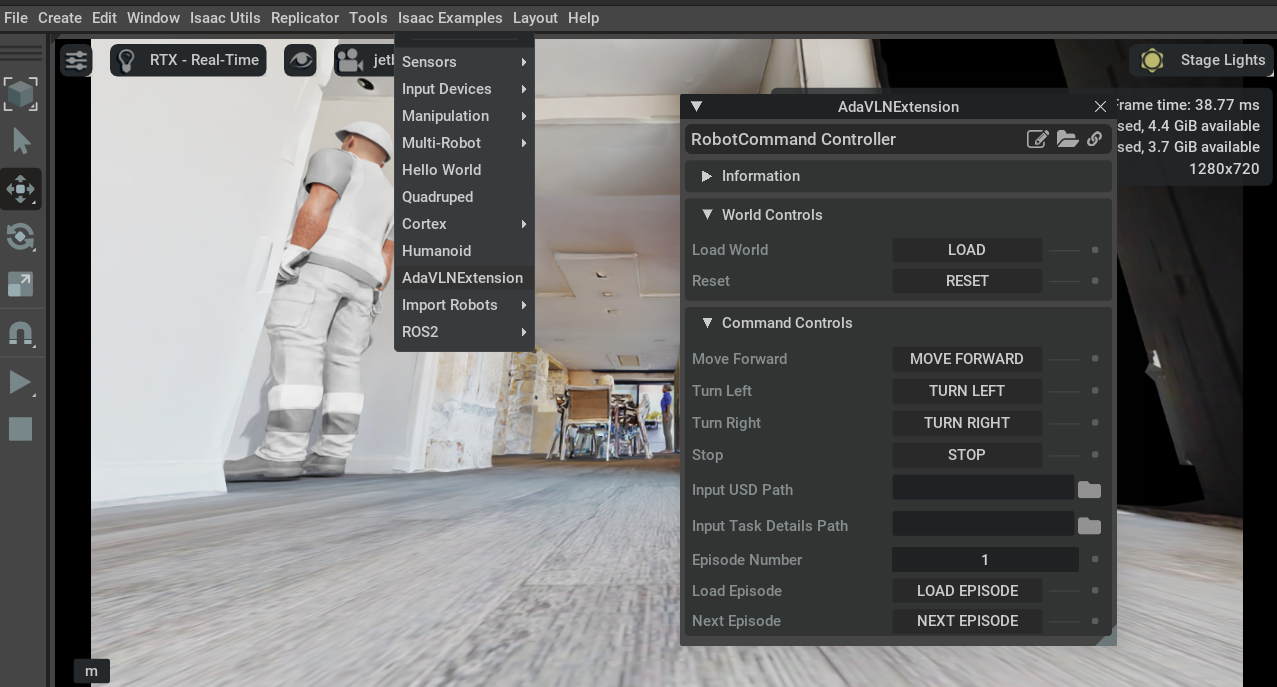 File Create Edit Window Isaac Utils Replicator Tools Isaac Examples Layout Help
RTX - Real-Time
Stage Lights
Sensors
Input Devices
Manipulation
Multi-Robot
Hello World
Quadruped
Cortex
Humanoid
AdaVLNExtension
Import Robots
ROS2
Frame time: 38.77 ms
4.4 GiB available
3.7 GiB available
1280x720
AdaVLNExtension
RobotCommand Controller
Information
World Controls
Load World LOAD
Reset RESET
Command Controls
Move Forward MOVE FORWARD
Turn Left TURN LEFT
Turn Right TURN RIGHT
Stop STOP
Input USD Path
Input Task Details Path
Episode Number 1
Load Episode LOAD EPISODE
Next Episode NEXT EPISODE
m